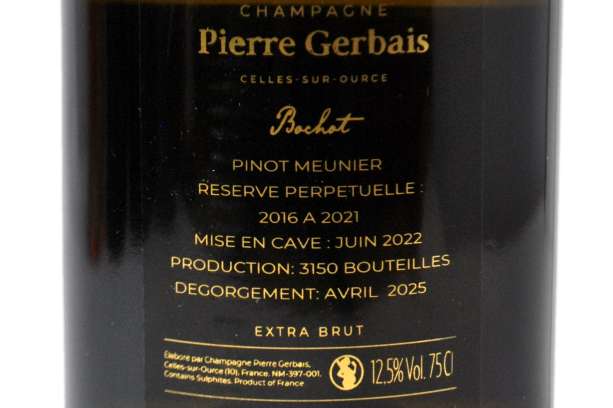 CHAMPAGNE
Pierre Gerbais
CELLES-SUR-OURCE
Bochot
PINOT MEUNIER
RESERVE PERPETUELLE :
2016 A 2021
MISE EN CAVE : JUIN 2022
PRODUCTION: 3150 BOUTEILLES
DEGORGEMENT: AVRIL 2025
EXTRA BRUT
Élaboré par Champagne Pierre Gerbais,
Celles-sur-Ource (10), France. NM-397-001.
Contains Sulphites. Product of France
12.5% Vol. 75Cl